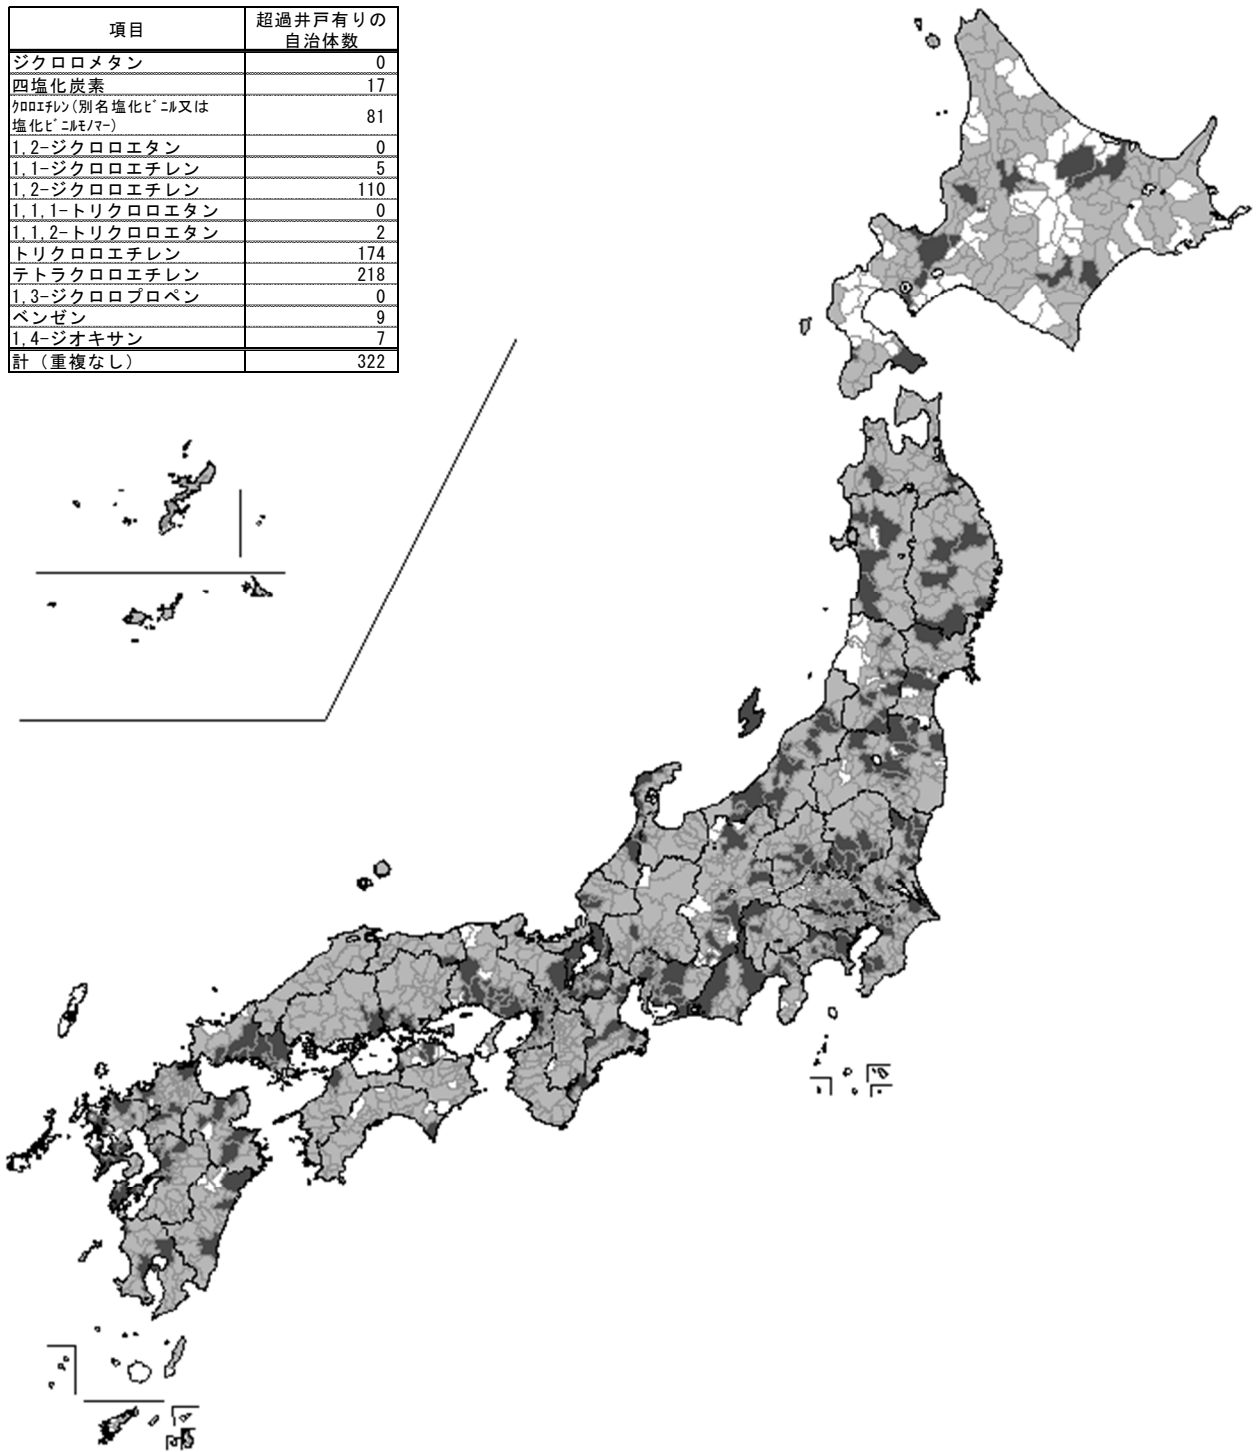 項目 超過井戸有りの
自治体数
ジクロロメタン 0
四塩化炭素 17
ｸﾛﾛｴﾁﾚﾝ(別名塩化ﾋﾞﾆﾙ又は
塩化ﾋﾞﾆﾙﾓﾉﾏｰ) 81
1,2-ジクロロエタン 0
1,1-ジクロロエチレン 5
1,2-ジクロロエチレン 110
1,1,1-トリクロロエタン 0
1,1,2-トリクロロエタン 2
トリクロロエチレン 174
テトラクロロエチレン 218
1,3-ジクロロプロペン 0
ベンゼン 9
1,4-ジオキサン 7
計（重複なし） 322